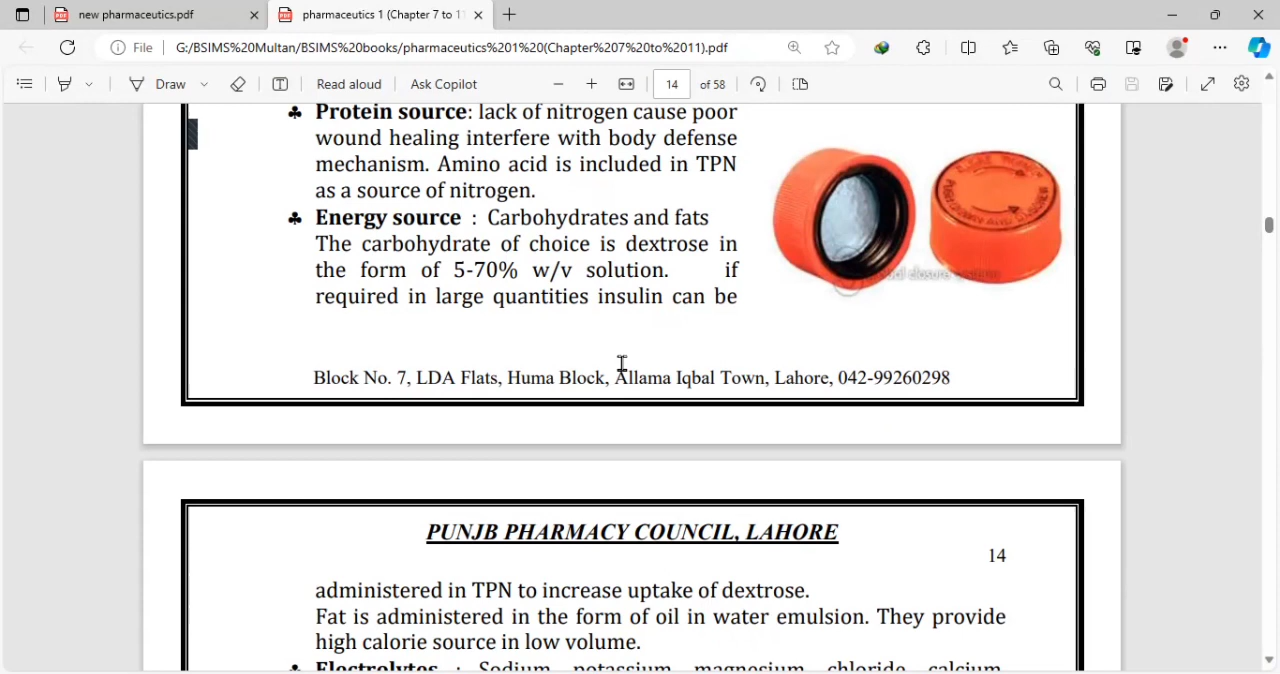 new pharmaceutics.pdf
pharmaceutics 1 (Chapter 7 to 1
File
G:/BSIMS%20Multan/BSIMS%20books/pharmaceutics%201%20(Chapter%207%20to%2011).pdf
Draw
Read aloud
Ask Copilot
14
of 58
♣ Protein source: lack of nitrogen cause poor
wound healing interfere with body defense
mechanism. Amino acid is included in TPN
as a source of nitrogen.
♣ Energy source : Carbohydrates and fats
The carbohydrate of choice is dextrose in
the form of 5-70% w/v solution. if
required in large quantities insulin can be
closure
Block No. 7, LDA Flats, Huma Block, Allama Iqbal Town, Lahore, 042-99260298
PUNJB PHARMACY COUNCIL, LAHORE
14
administered in TPN to increase uptake of dextrose.
Fat is administered in the form of oil in water emulsion. They provide
high calorie source in low volume.
♣ Electrolytes : Sodium potassium magnesium chloride calcium